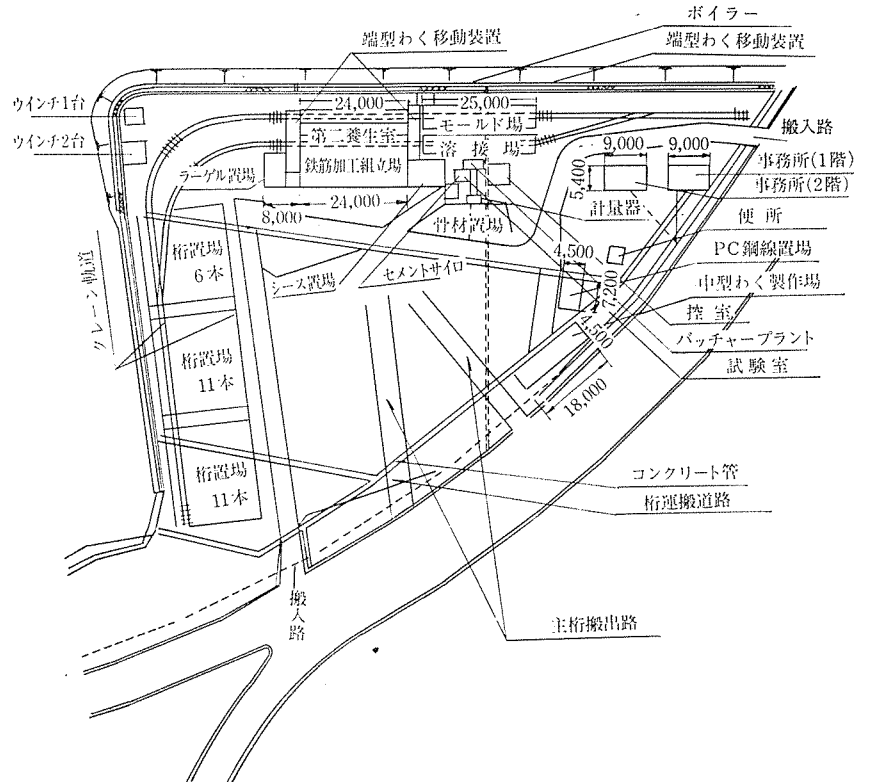 ボイラー
端型わく移動装置
端型わく移動装置
ウインチ1台
24,000
25,000
モールド場
搬入路
第二養生室
ウインチ2台
溶接場
9,000
9,000
事務所(1階)
鉄筋加工組立場
ラーゲル置場
5,400
事務所(2階)
8,000
24,000
計量器
骨材置場
便所
桁置場
6本
4,500
PC鋼線置場
シース置場
セメントサイロ
7,200
中型わく製作場
クレーン軌道
控室
4,500
バッチャープラント
桁置場
11本
試験室
18,000
桁置場
11本
コンクリート管
桁運搬道路
搬入路
主桁搬出路